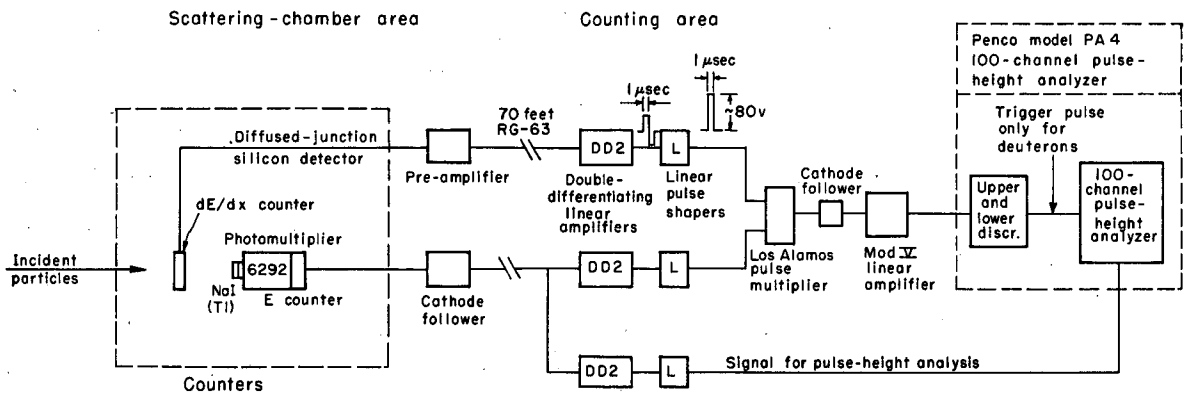 Scattering-chamber area
Counting area
Penco model PA 4
100-channel pulse-
height analyzer
1 μsec
1 μsec
~80v
70 feet
RG-63
Diffused-junction
silicon detector
Pre-amplifier
DD2
L
Double-
differentiating
linear
amplifiers
Linear
pulse
shapers
Trigger pulse
only for
deuterons
Cathode
follower
Upper
and
lower
discr.
100-
channel
pulse-
height
analyzer
dE/dx counter
Photomultiplier
Incident
particles
6292
NaI
(Tl)
E counter
Cathode
follower
DD2
L
Los Alamos
pulse
multiplier
Mod V
linear
amplifier
DD2
L
Signal for pulse-height analysis
Counters